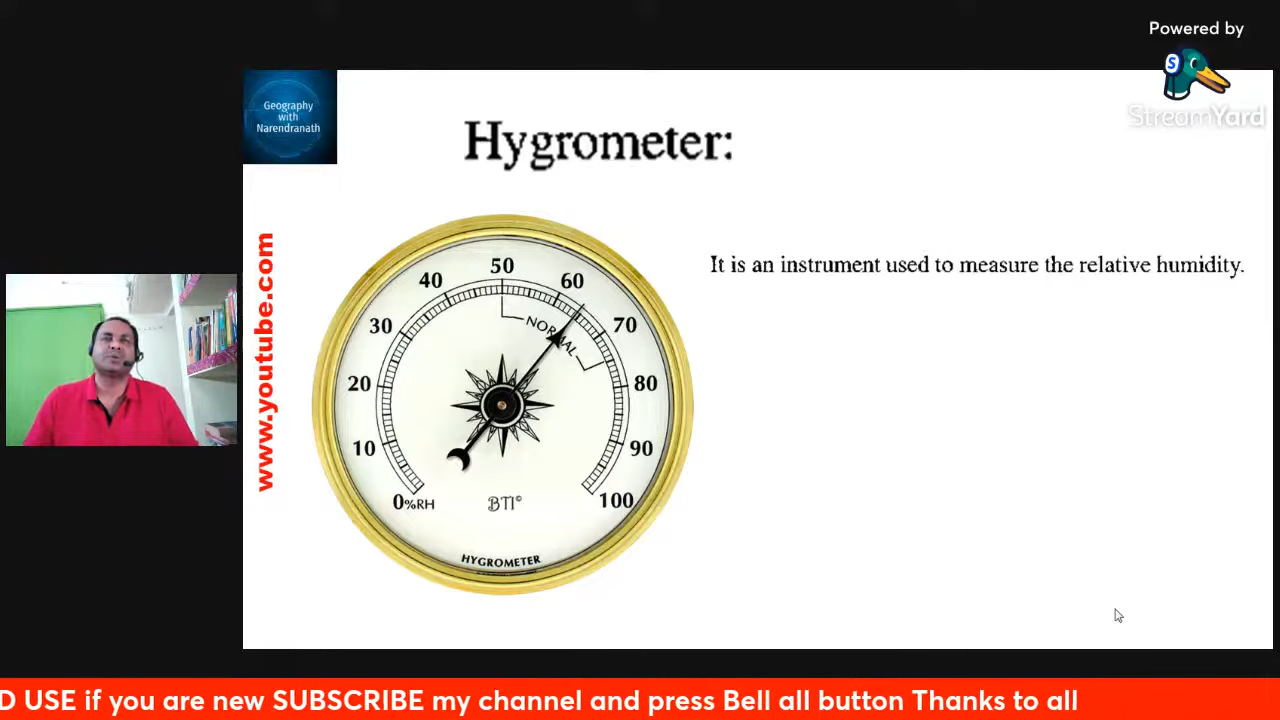 Powered by
StreamYard
Geography
with
Narendranath
Hygrometer:
www.youtube.com
It is an instrument used to measure the relative humidity.
50
40
60
30
70
NORMAL
20
80
10
90
0%RH
BTI©
100
HYGROMETER
D USE if you are new SUBSCRIBE my channel and press Bell all button Thanks to all